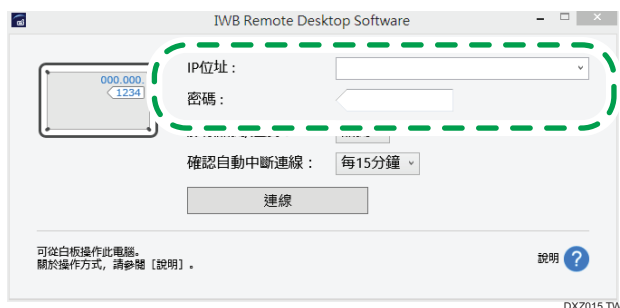 IWB Remote Desktop Software
000.000.
1234
IP位址：
密碼：
確認自動中斷連線：
每15分鐘
連線
可從白板操作此電腦。
關於操作方式，請參閱［說明］。
說明 ?
DXZ015 TW